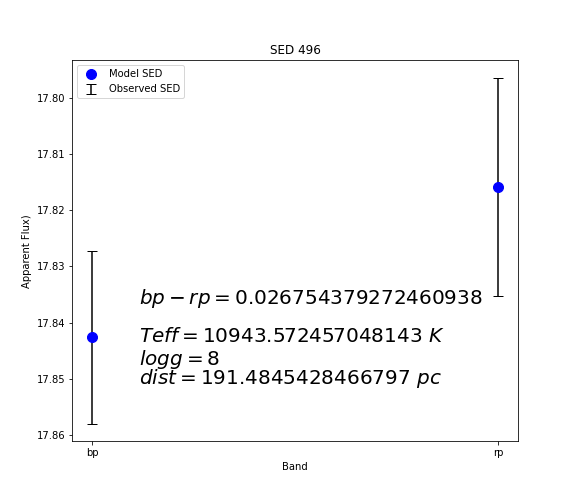 SED 496
Model SED
Observed SED
17.80
17.81
17.82
17.83
17.84
17.85
17.86
Apparent Flux)
bp − rp = 0.026754379272460938
Teff = 10943.572457048143 K
logg = 8
dist = 191.4845428466797 pc
bp
rp
Band